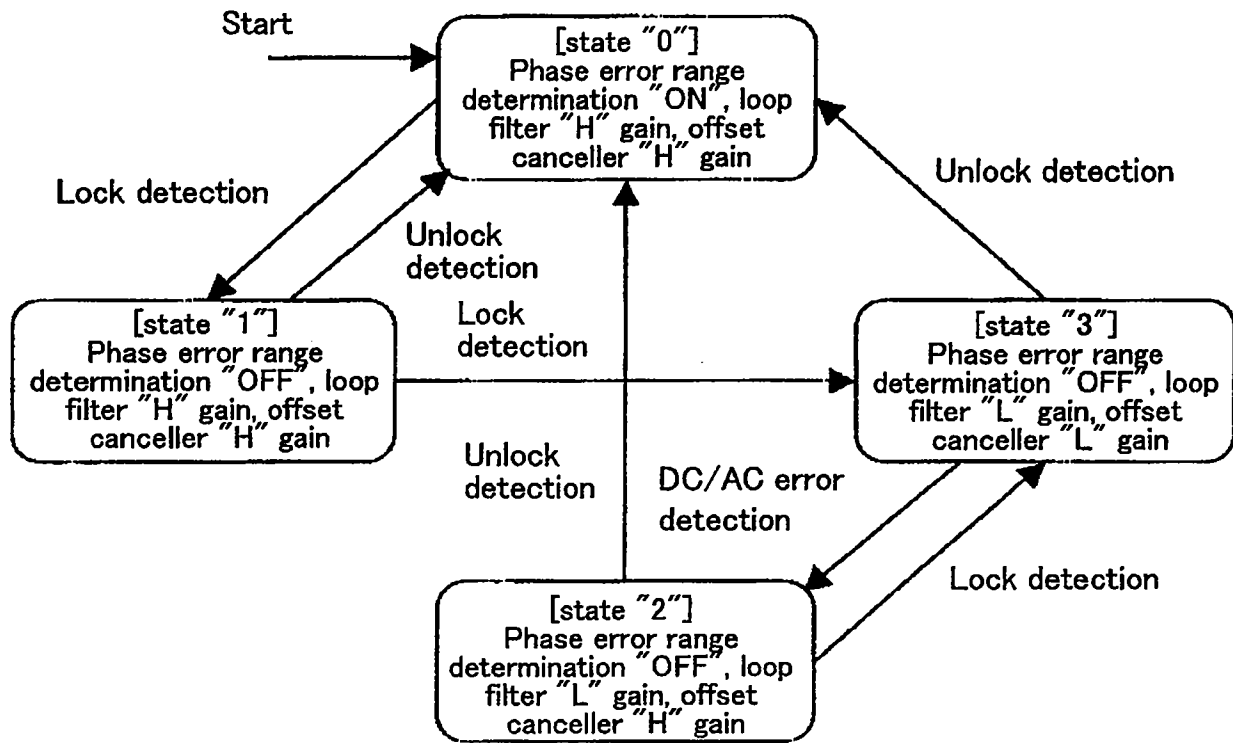 Start
[state "0"]
Phase error range
determination "ON", loop
filter "H" gain, offset
canceller "H" gain
Lock detection
Unlock
detection
Unlock detection
[state "1"]
Phase error range
determination "OFF", loop
filter "H" gain, offset
canceller "H" gain
Lock
detection
[state "3"]
Phase error range
determination "OFF", loop
filter "L" gain, offset
canceller "L" gain
Unlock
detection
DC/AC error
detection
Lock detection
[state "2"]
Phase error range
determination "OFF", loop
filter "L" gain, offset
canceller "H" gain